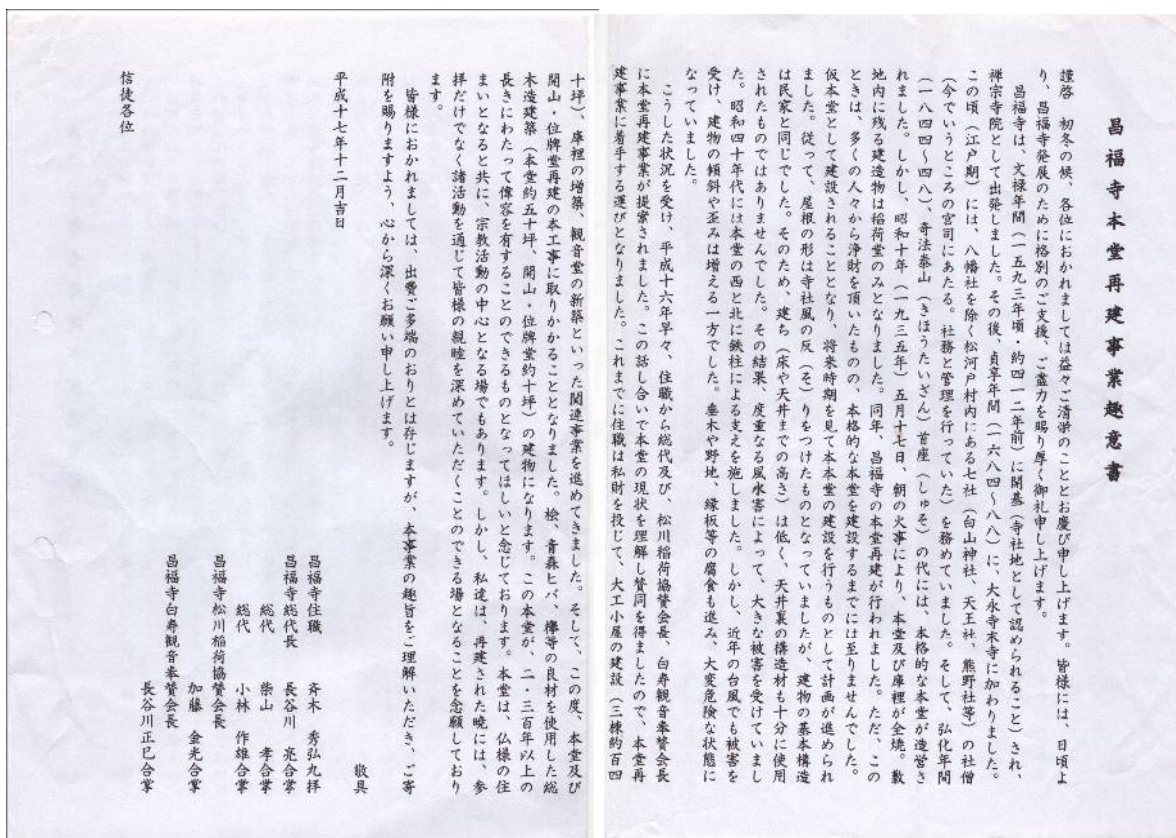 昌福寺本堂再建事業趣意書
謹啓　初冬の候、各位におかれましては益々ご清栄のこととお慶び申し上げます。皆様には、日頃よ
り、昌福寺発展のために格別のご支援、ご盡力を賜り厚く御礼申し上げます。
昌福寺は、文禄年間（一五九三年頃・約四一二年前）に開基（寺社地として認められること）され、
禅宗寺院として出発しました。その後、貞享年間（一六八四～八八）に、大永寺末寺に加わりました。
この頃（江戸期）には、八幡社を除く松河戸村内にある七社（白山神社、天王社、熊野社等）の社僧
（今でいうところの宮司にあたる。社務と管理を行っていた）を務めていました。そして、弘化年間
（一八四四～四八）、奇法泰山（きほうたいざん）首座（しゅそ）の代には、本格的な本堂が造営さ
れました。しかし、昭和十年（一九三五年）五月十七日、朝の火事により、本堂及び庫裡が全焼。敷
地内に残る建造物は稲荷堂のみとなりました。同年、昌福寺の本堂再建が行われました。ただ、この
ときは、多くの人々から浄財を頂いたものの、本格的な本堂を建設するまでには至りませんでした。
仮本堂として建設されることとなり、将来時期を見て本本堂の建設を行うものとして計画が進められ
ました。従って、屋根の形は寺社風の反（そ）りをつけたものとなっていましたが、建物の基本構造
は民家と同じでした。そのため、建ち（床や天井までの高さ）は低く、天井裏の構造材も十分に使用
されたものではありませんでした。その結果、度重なる風水害によって、大きな被害を受けていまし
た。昭和四十年代には本堂の西と北に鉄柱による支えを施しました。しかし、近年の台風でも被害を
受け、建物の傾斜や歪みは増える一方でした。垂木や野地、縁板等の腐食も進み、大変危険な状態に
なっていました。
こうした状況を受け、平成十六年早々、住職から総代及び、松川稲荷協賛会長、白寿観音奉賛会長
に本堂再建事業が提案されました。この話し合いで本堂の現状を理解し賛同を得ましたので、本堂再
建事業に着手する運びとなりました。これまでに住職は私財を投じて、大工小屋の建設（三棟約百四
十坪）、庫裡の増築、観音堂の新築といった関連事業を進めてきました。そして、この度、本堂及び
開山・位牌堂再建の本工事に取りかかることとなりました。桧、青森ヒバ、欅等の良材を使用した総
木造建築（本堂約五十坪、開山・位牌堂約十坪）の建物になります。この本堂が、二・三百年以上の
長きにわたって偉容を有することのできるものとなってほしいと念じております。本堂は、仏様の住
まいとなると共に、宗教活動の中心となる場でもあります。しかし、私達は、再建された暁には、参
拝だけでなく諸活動を通じて皆様の親睦を深めていただくことのできる場となることを念願しており
ます。
皆様におかれましては、出費ご多端のおりとは存じますが、本事業の趣旨をご理解いただき、ご寄
附を賜りますよう、心から深くお願い申し上げます。
敬具
平成十七年十二月吉日
昌福寺住職　斉木　秀弘九拝
昌福寺総代長　長谷川　亮合掌
総代　柴山　孝合掌
総代　小林　作雄合掌
昌福寺松川稲荷協賛会長
加藤　金光合掌
昌福寺白寿観音奉賛会長
長谷川正巳合掌
信徒各位